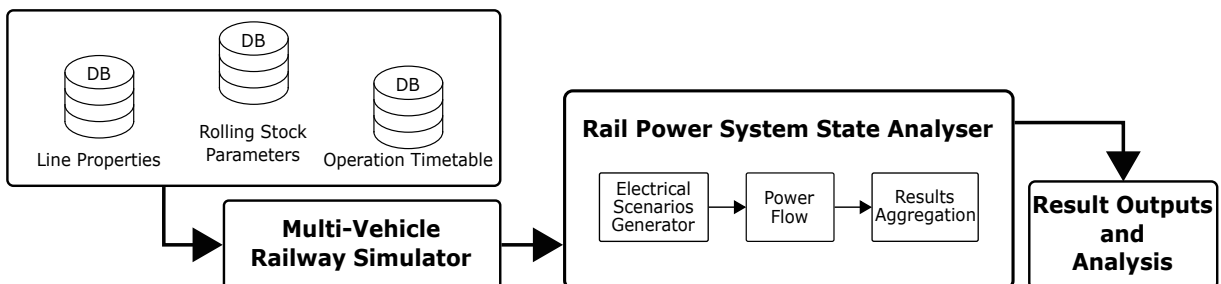 DB
Line Properties
DB
Rolling Stock
Parameters
DB
Operation Timetable
Multi-Vehicle
Railway Simulator
Rail Power System State Analyser
Electrical
Scenarios
Generator
Power
Flow
Results
Aggregation
Result Outputs
and
Analysis